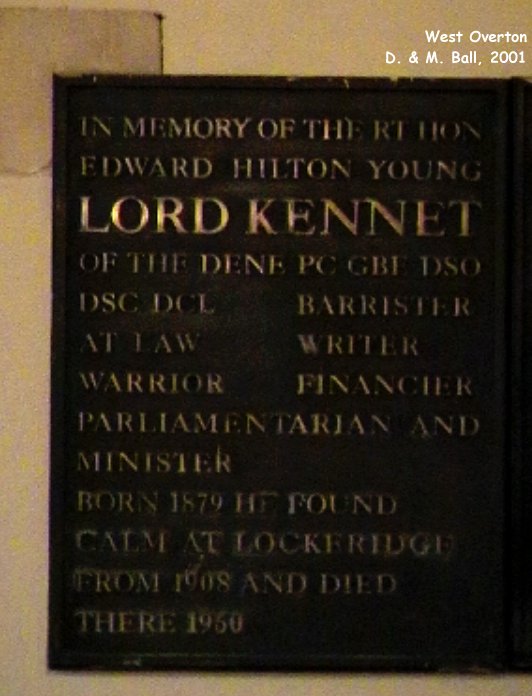 West Overton
D. & M. Ball, 2001
IN MEMORY OF THE RT HON
EDWARD HILTON YOUNG
LORD KENNET
OF THE DENE PC GBE DSO
DSC DCL BARRISTER
AT LAW WRITER
WARRIOR FINANCIER
PARLIAMENTARIAN AND
MINISTER
BORN 1879 HE FOUND
CALM AT LOCKERIDGE
FROM 1908 AND DIED
THERE 1960